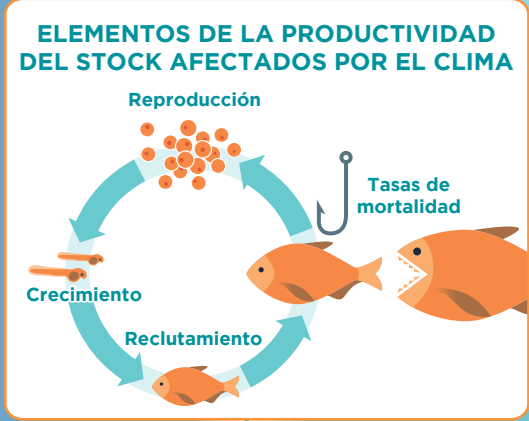 ELEMENTOS DE LA PRODUCTIVIDAD
DEL STOCK AFECTADOS POR EL CLIMA
Reproducción
Tasas de
mortalidad
Crecimiento
Reclutamiento